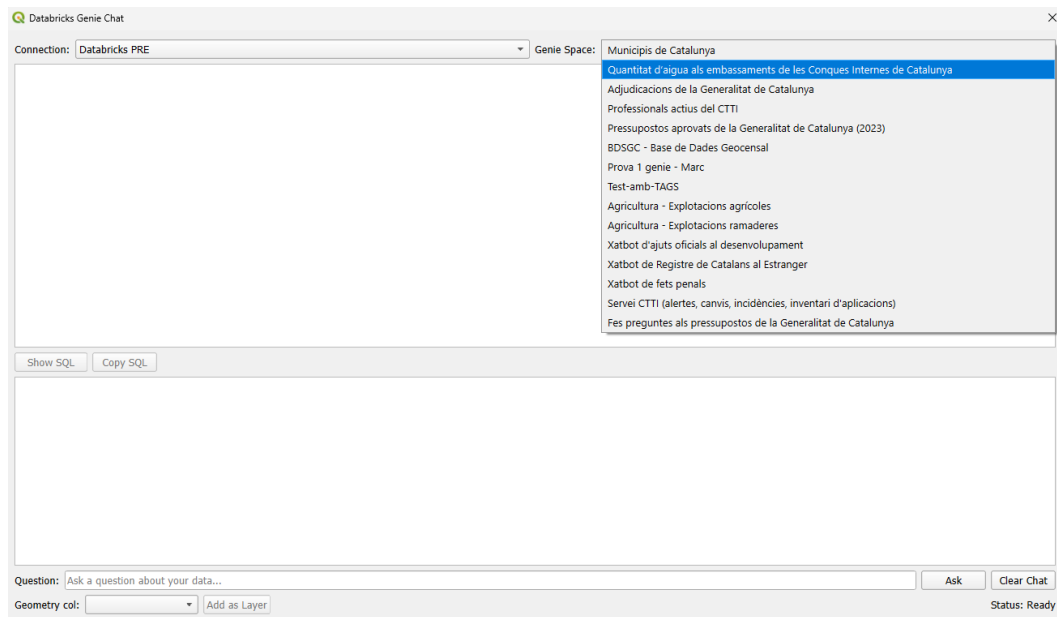 Databricks Genie Chat
Connection: Databricks PRE Genie Space: Municipis de Catalunya
Quantitat d'aigua als embassaments de les Conques Internes de Catalunya
Adjudicacions de la Generalitat de Catalunya
Professionals actius del CTTI
Pressupostos aprovats de la Generalitat de Catalunya (2023)
BDSGC - Base de Dades Geocensal
Prova 1 genie - Marc
Test-amb-TAGS
Agricultura - Explotacions agrícoles
Agricultura - Explotacions ramaderes
Xatbot d'ajuts oficials al desenvolupament
Xatbot de Registre de Catalans al Estranger
Xatbot de fets penals
Servei CTTI (alertes, canvis, incidències, inventari d'aplicacions)
Fes preguntes als pressupostos de la Generalitat de Catalunya
Show SQL Copy SQL
Question: Ask a question about your data... Ask Clear Chat
Geometry col: Add as Layer Status: Ready